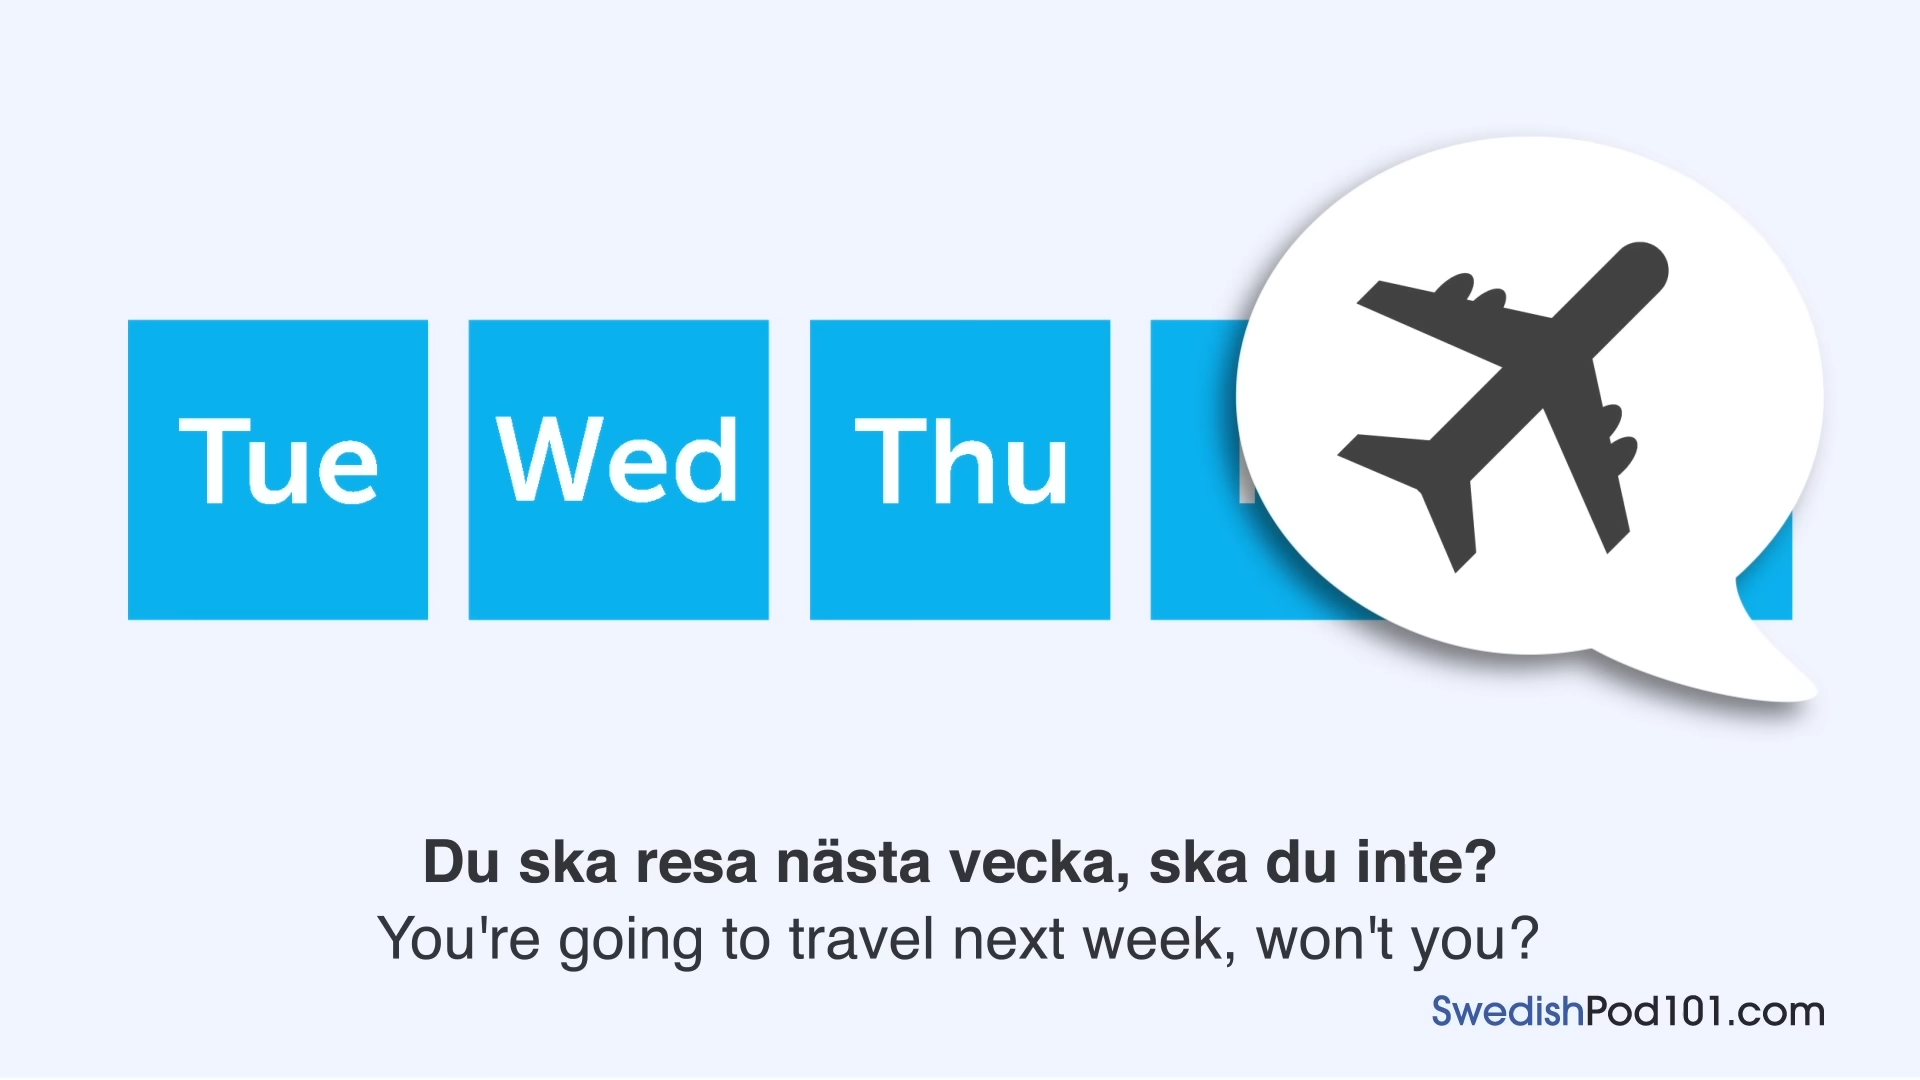 Tue Wed Thu
Du ska resa nästa vecka, ska du inte?
You're going to travel next week, won't you?
SwedishPod101.com